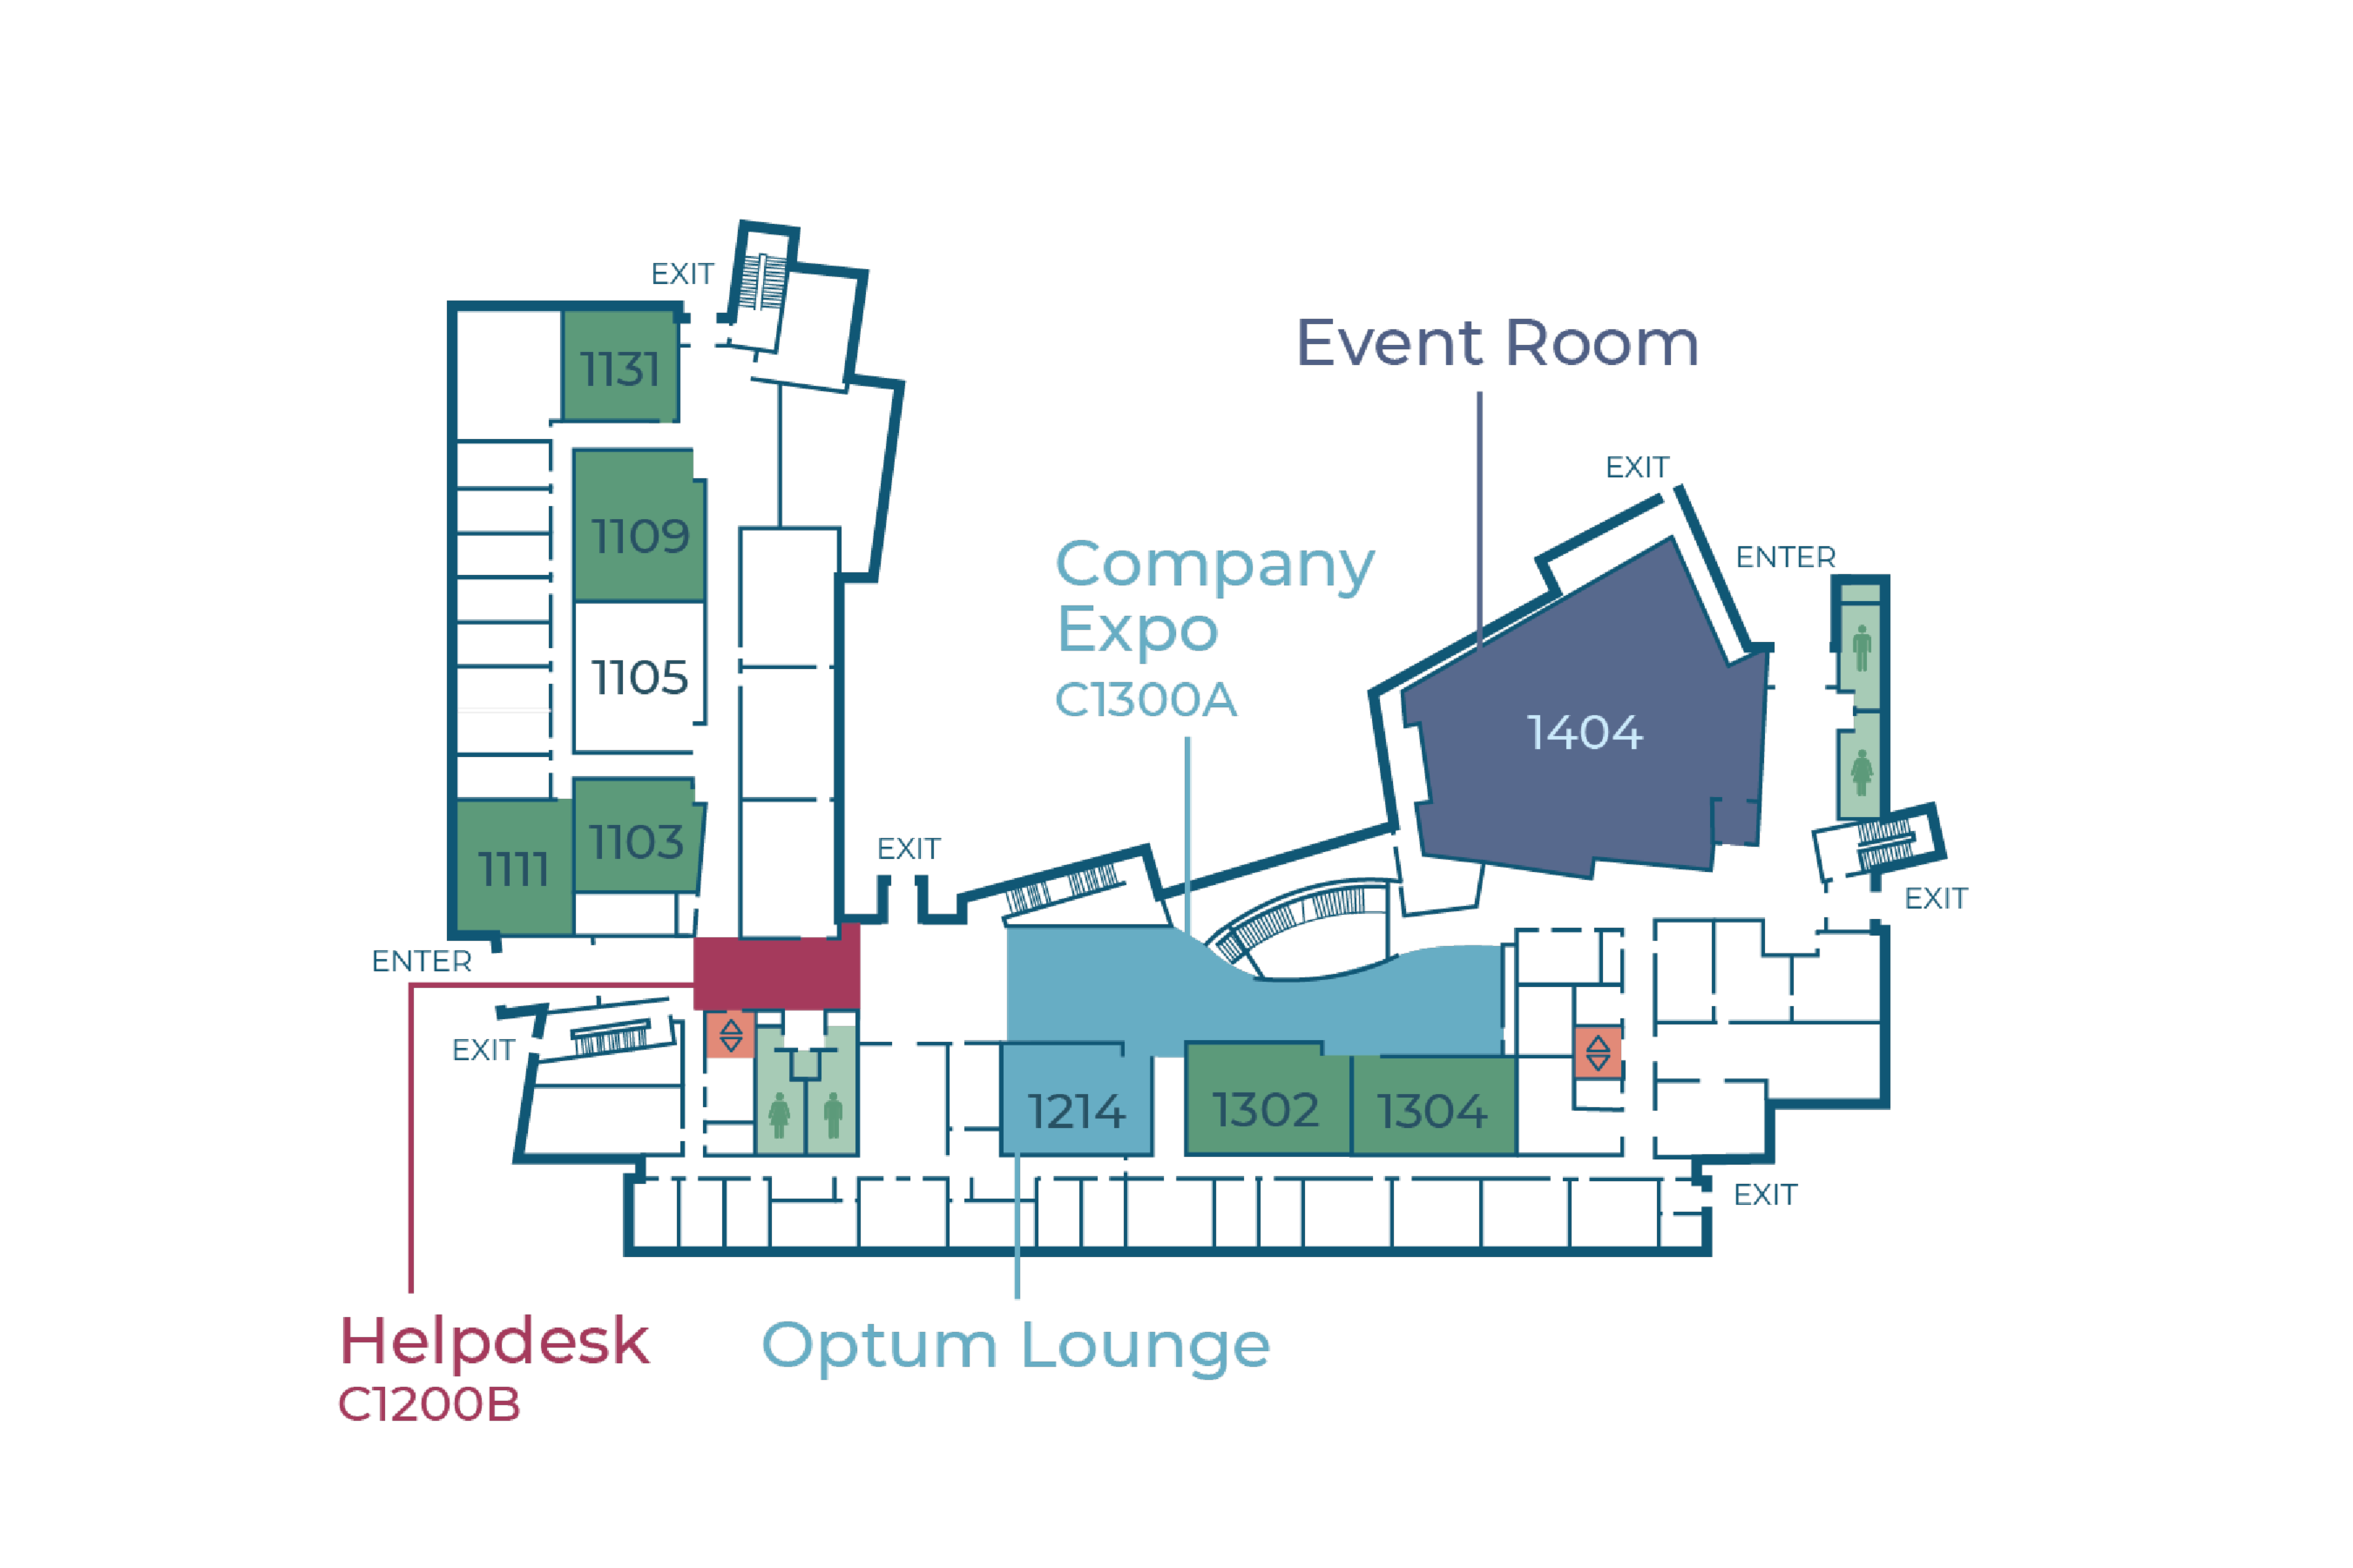 EXIT
1131
Event Room
EXIT
1109
Company
Expo
C1300A
ENTER
1105
1404
1103
1111
EXIT
EXIT
ENTER
EXIT
1214
1302
1304
EXIT
Helpdesk
C1200B
Optum Lounge